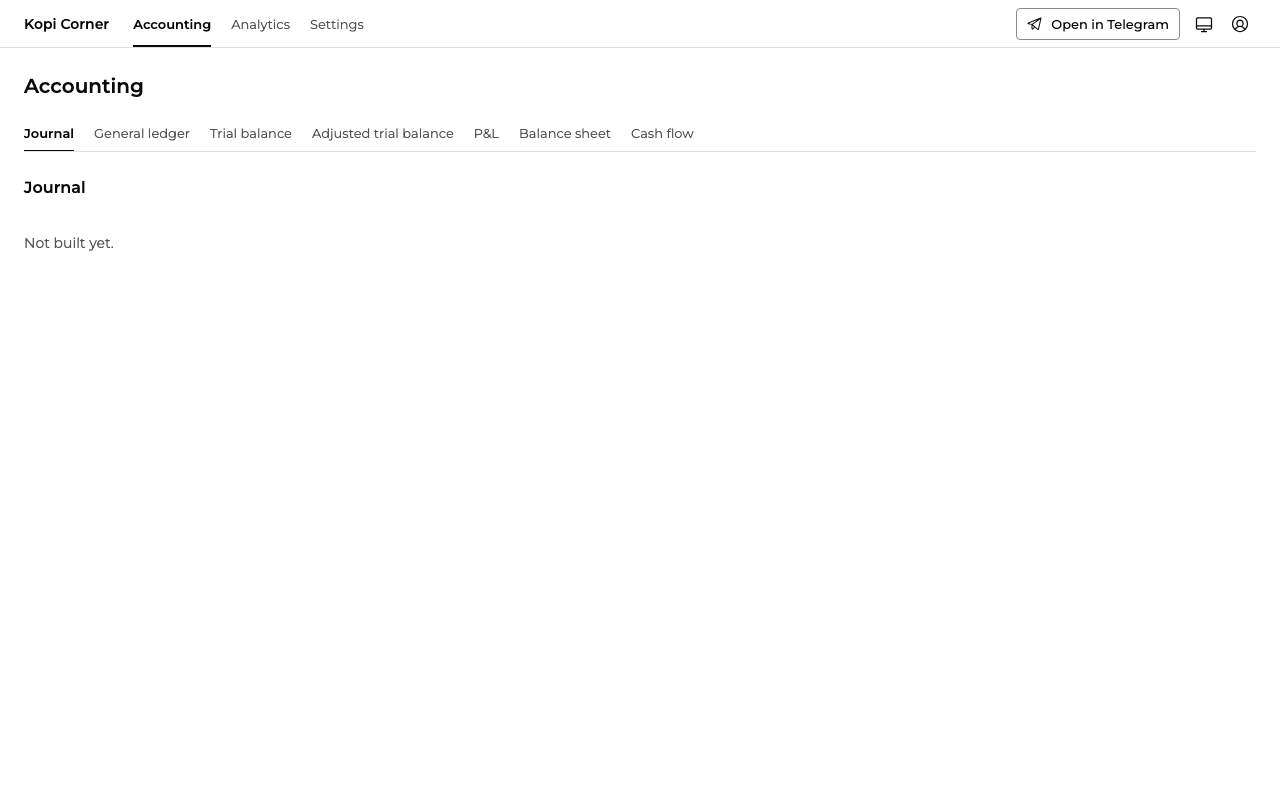 Kopi Corner Accounting Analytics Settings Open in Telegram
Accounting
Journal General ledger Trial balance Adjusted trial balance P&L Balance sheet Cash flow
Journal
Not built yet.